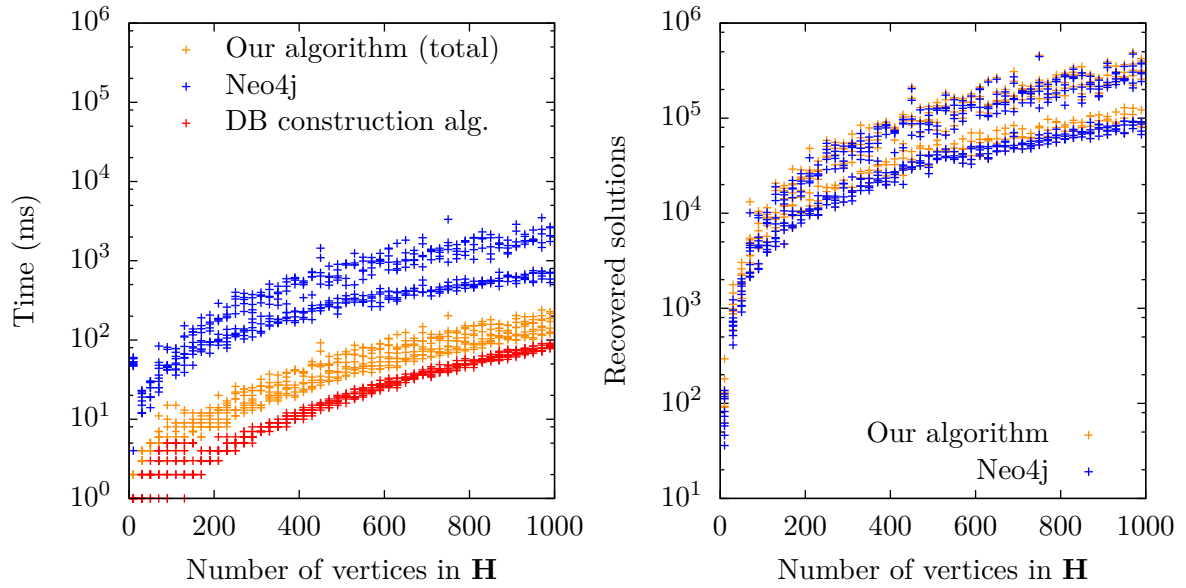 Our algorithm (total)
Neo4j
DB construction alg.
Time (ms)
10^6
10^5
10^4
10^3
10^2
10^1
10^0
0 200 400 600 800 1000
Number of vertices in H
Recovered solutions
10^6
10^5
10^4
10^3
10^2
10^1
Our algorithm
Neo4j
0 200 400 600 800 1000
Number of vertices in H